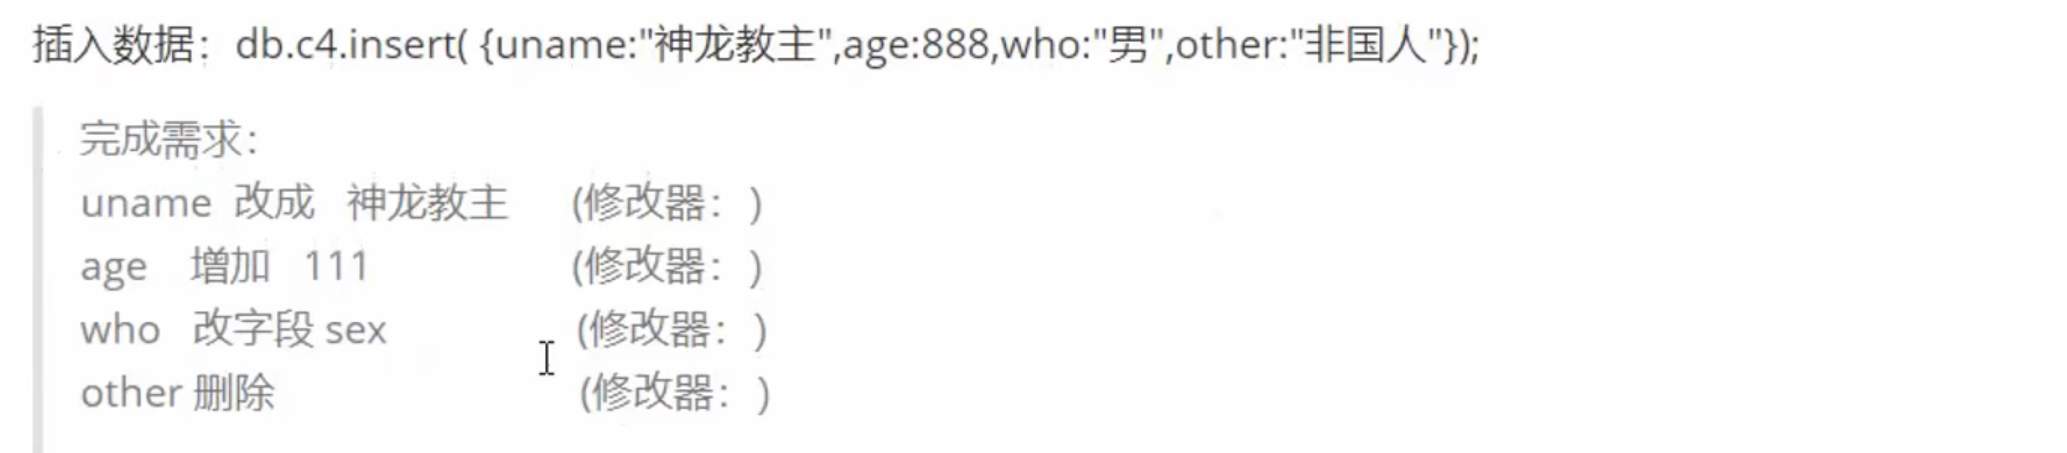 插入数据：db.c4.insert( {uname:"神龙教主",age:888,who:"男",other:"非国人"});
完成需求：
uname 改成 神龙教主 (修改器： )
age 增加 111 (修改器： )
who 改字段 sex (修改器： )
other 删除 (修改器： )